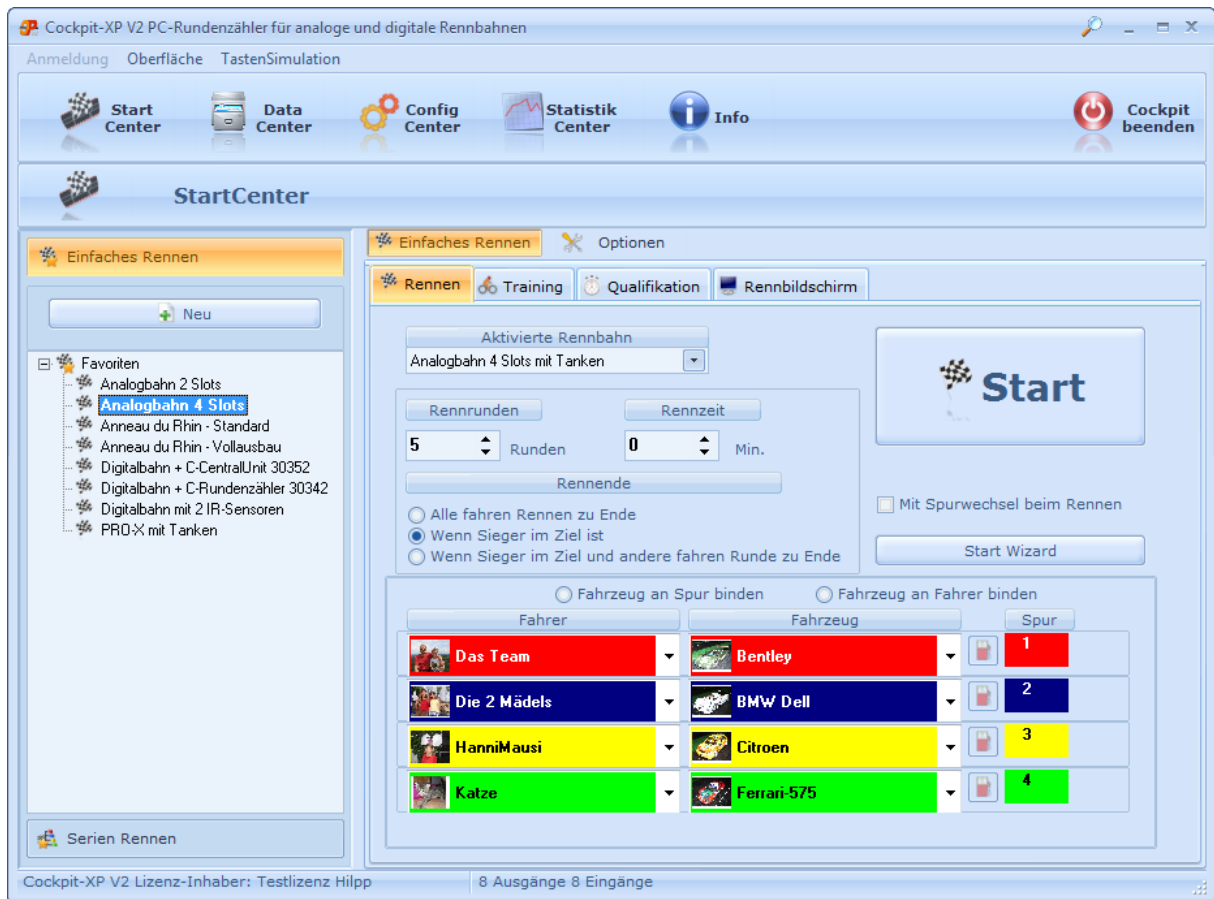 Cockpit-XP V2 PC-Rundenzähler für analoge und digitale Rennbahnen
Anmeldung Oberfläche TastenSimulation
Start Center
Data Center
Config Center
Statistik Center
Info
Cockpit beenden
StartCenter
Einfaches Rennen
Neu
Favoriten
Analogbahn 2 Slots
Analogbahn 4 Slots
Anneau du Rhin - Standard
Anneau du Rhin - Vollausbau
Digitalbahn + C-CentralUnit 30352
Digitalbahn + C-Rundenzähler 30342
Digitalbahn mit 2 IR-Sensoren
PRO-X mit Tanken
Serien Rennen
Einfaches Rennen Optionen
Rennen Training Qualifikation Rennbildschirm
Aktivierte Rennbahn
Analogbahn 4 Slots mit Tanken
Rennrunden Rennzeit
5 Runden 0 Min.
Rennende
Alle fahren Rennen zu Ende
Wenn Sieger im Ziel ist
Wenn Sieger im Ziel und andere fahren Runde zu Ende
Start
Mit Spurwechsel beim Rennen
Start Wizard
Fahrzeug an Spur binden Fahrzeug an Fahrer binden
Fahrer Fahrzeug Spur
Das Team Bentley 1
Die 2 Mädels BMW Dell 2
HanniMausi Citroen 3
Katze Ferrari-575 4
Cockpit-XP V2 Lizenz-Inhaber: Testlizenz Hilpp 8 Ausgänge 8 Eingänge